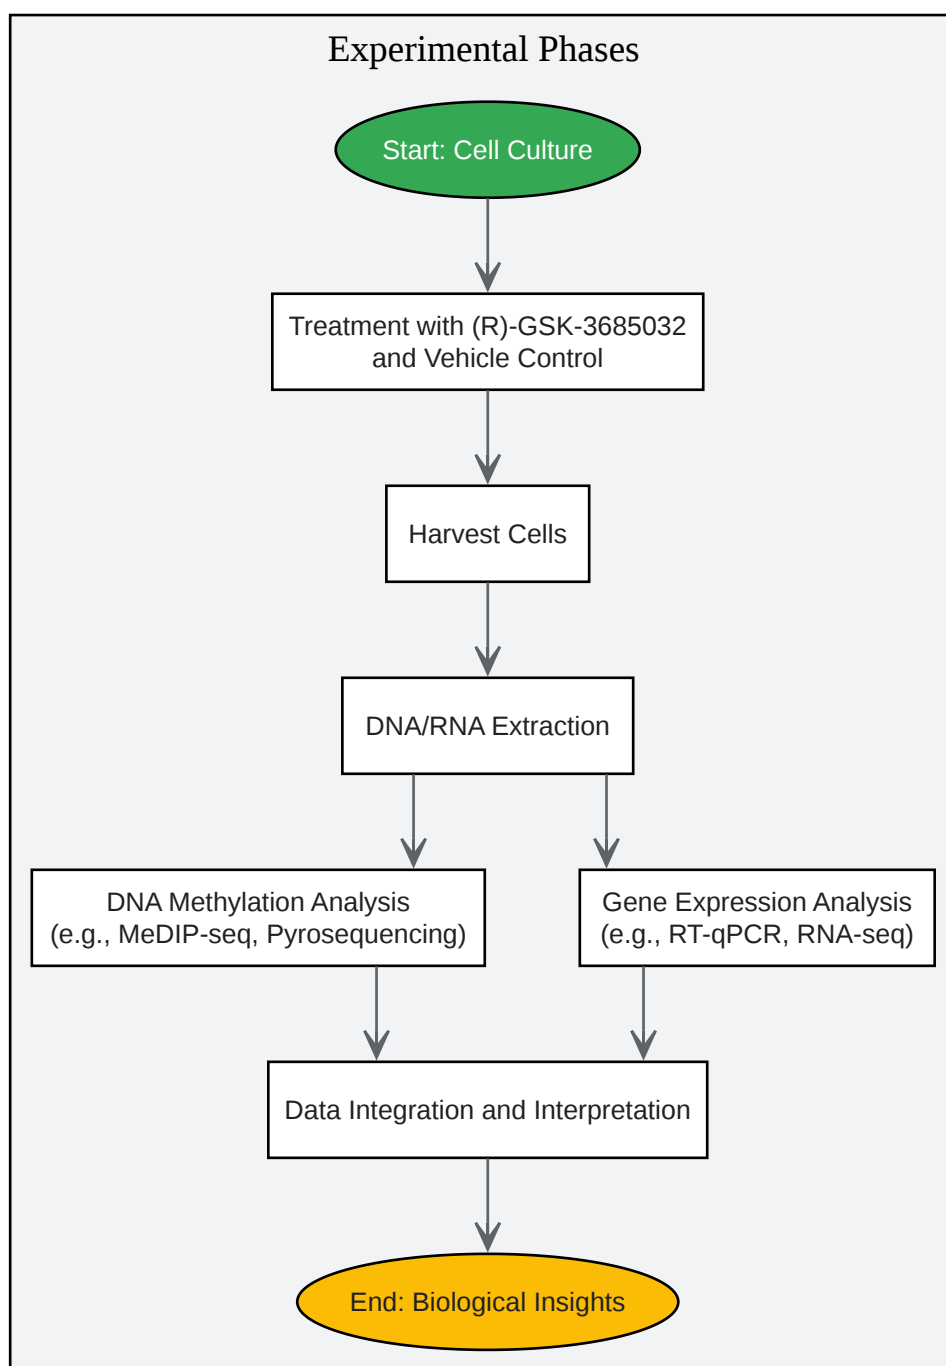 Experimental Phases
Start: Cell Culture
Treatment with (R)-GSK-3685032
and Vehicle Control
Harvest Cells
DNA/RNA Extraction
DNA Methylation Analysis
(e.g., MeDIP-seq, Pyrosequencing)
Gene Expression Analysis
(e.g., RT-qPCR, RNA-seq)
Data Integration and Interpretation
End: Biological Insights